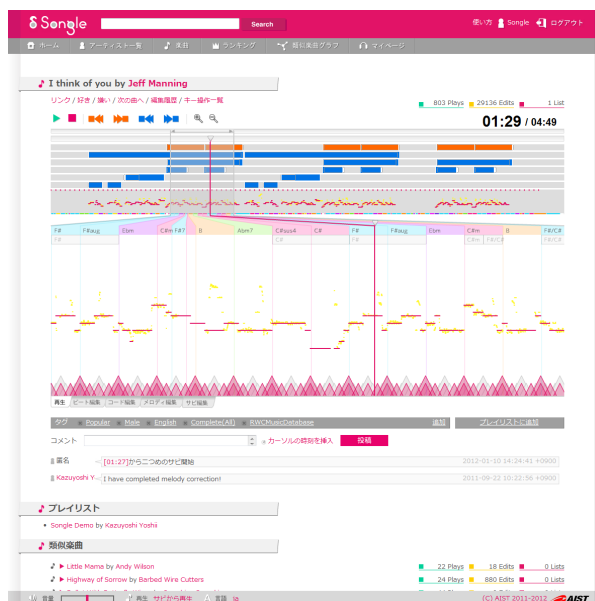 Songle
Search
使い方 Songle ログアウト
ホーム アーティスト一覧 楽曲 ランキング 類似楽曲グラフ マイページ
I think of you by Jeff Manning
リンク / 好き / 嫌い / 次の曲へ / 編集履歴 / キー操作一覧
803 Plays 29136 Edits 1 List
01:29 / 04:49
F# F#aug Ebm C#m F#7 B Abm7 C#sus4 C# F# F#aug Ebm C#m B F#/C#
F# C# F# C#m F#/C# F#/C#
再生 ビート編集 コード編集 メロディ編集 サビ編集
タグ Popular Male English Complete(All) RWCMusicDatabase 追加 プレイリストに追加
コメント カーソルの時刻を挿入 投稿
匿名 [01:27]から二つめのサビ開始 2012-01-10 14:24:41 +0900
Kazuyoshi Y... I have completed melody correction! 2011-09-22 10:22:56 +0900
プレイリスト
Songle Demo by Kazuyoshi Yoshii
類似楽曲
Little Mama by Andy Wilson 22 Plays 18 Edits 0 Lists
Highway of Sorrow by Barbed Wire Cutters 24 Plays 880 Edits 0 Lists
音量 再生 サビから再生 言語 ja (C) AIST 2011-2012 AIST